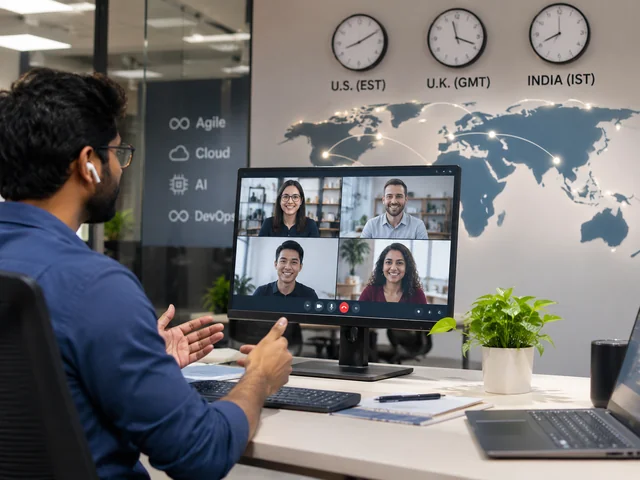 U.S. (EST)
U.K. (GMT)
INDIA (IST)
Agile
Cloud
AI
DevOps